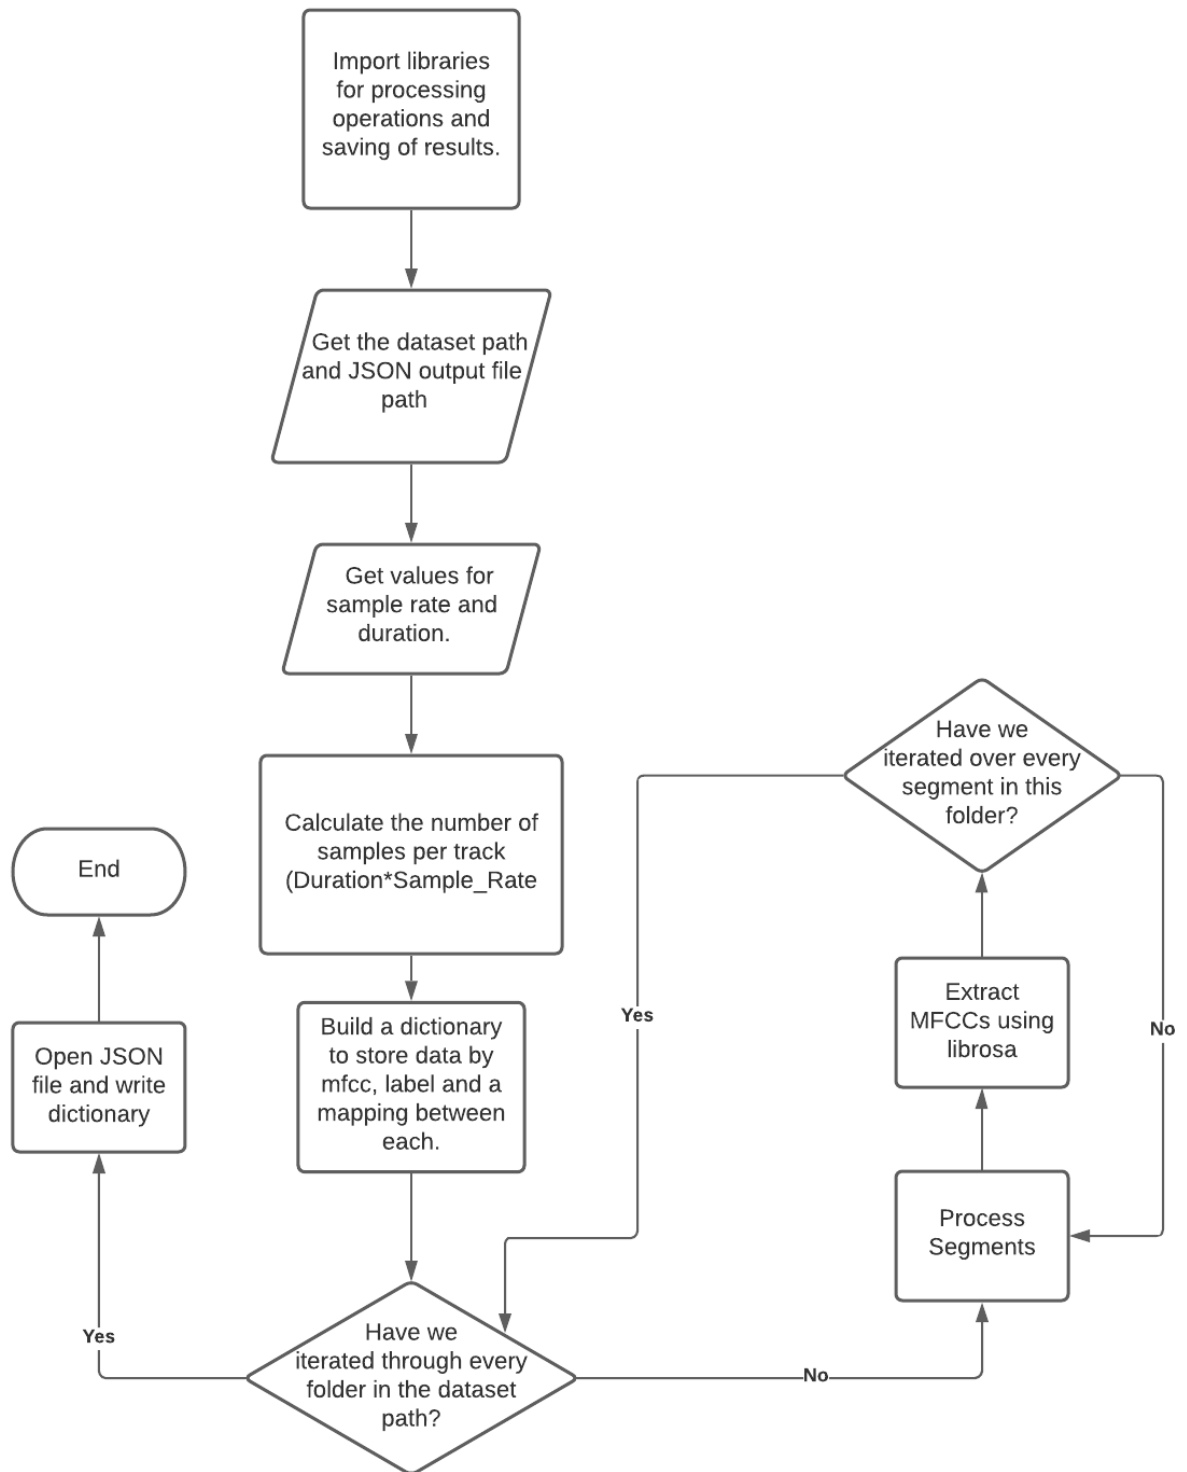 Import libraries
for processing
operations and
saving of results.
Get the dataset path
and JSON output file
path
Get values for
sample rate and
duration.
Calculate the number of
samples per track
(Duration*Sample_Rate
Build a dictionary
to store data by
mfcc, label and a
mapping between
each.
Have we
iterated through every
folder in the dataset
path?
Yes
Open JSON
file and write
dictionary
End
No
Process
Segments
Extract
MFCCs using
librosa
Have we
iterated over every
segment in this
folder?
Yes
No